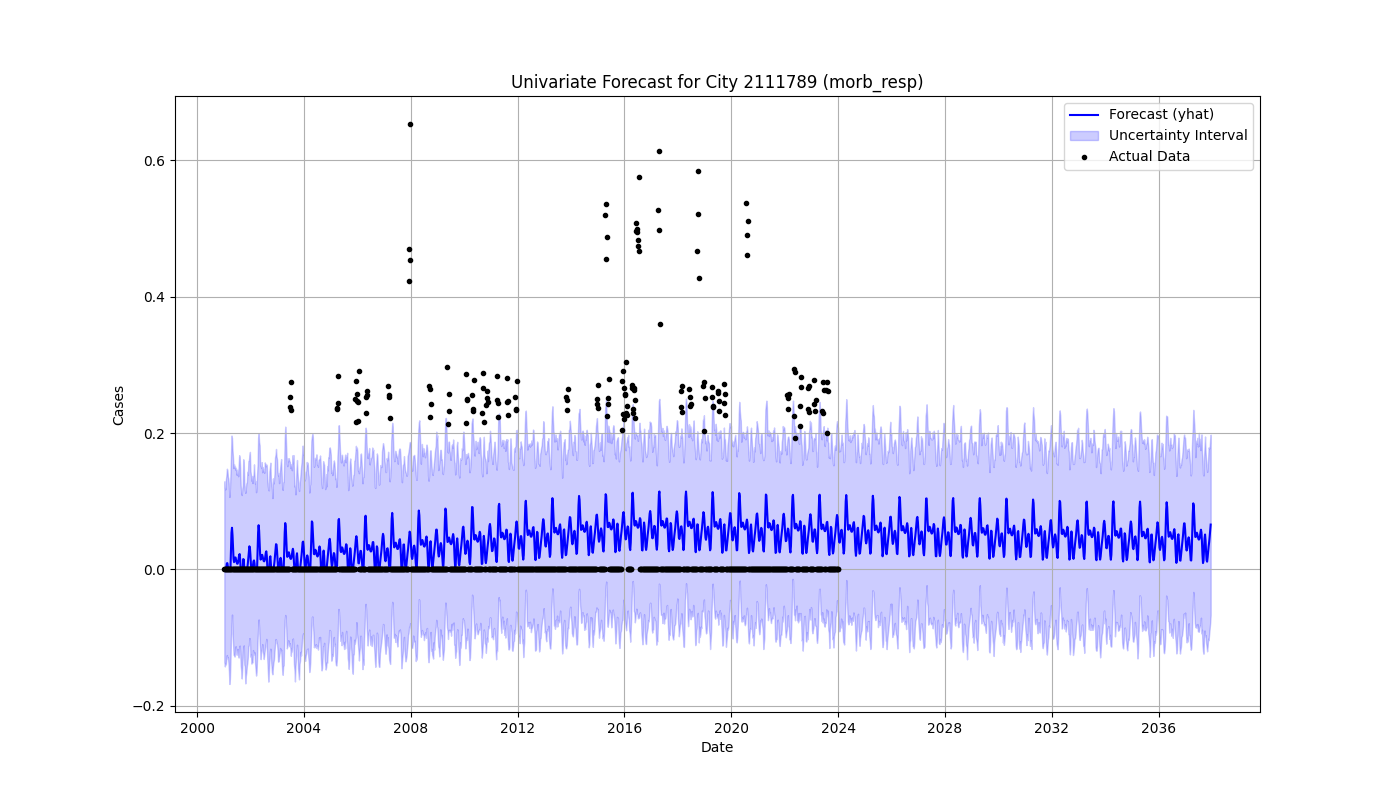 Univariate Forecast for City 2111789 (morb_resp)
Forecast (yhat)
Uncertainty Interval
Actual Data
Cases
0.6
0.4
0.2
0.0
−0.2
2000 2004 2008 2012 2016 2020 2024 2028 2032 2036
Date